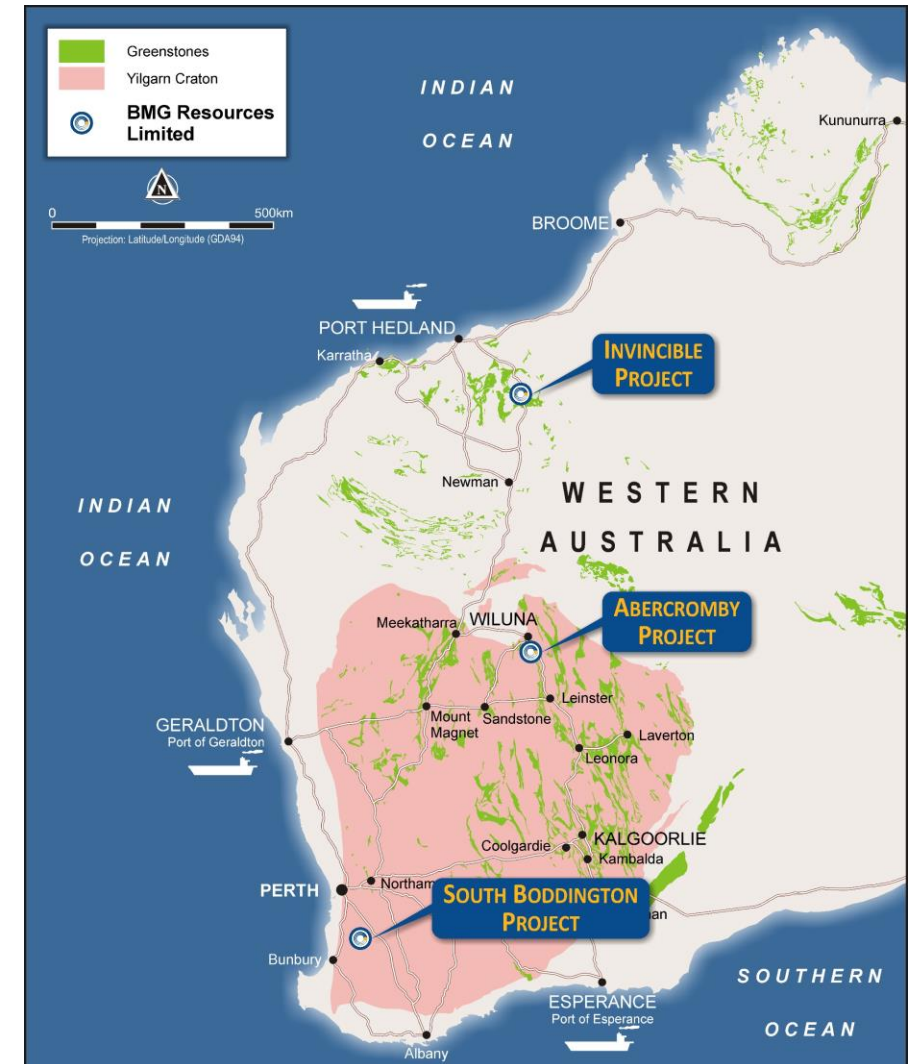 Greenstones
Yilgarn Craton
BMG Resources
Limited
N
0 500km
Projection: Latitude/Longitude (GDA94)
INDIAN
OCEAN
Kununurra
BROOME
PORT HEDLAND
Karratha
INVINCIBLE
PROJECT
Newman
WESTERN
AUSTRALIA
INDIAN
OCEAN
Meekatharra
WILUNA
ABERCROMBY
PROJECT
Leinster
Mount
Magnet
Sandstone
Laverton
GERALDTON
Port of Geraldton
Leonora
KALGOORLIE
Coolgardie
Kambalda
PERTH
Northam
SOUTH BODDINGTON
PROJECT
man
Bunbury
SOUTHERN
OCEAN
ESPERANCE
Port of Esperance
Albany